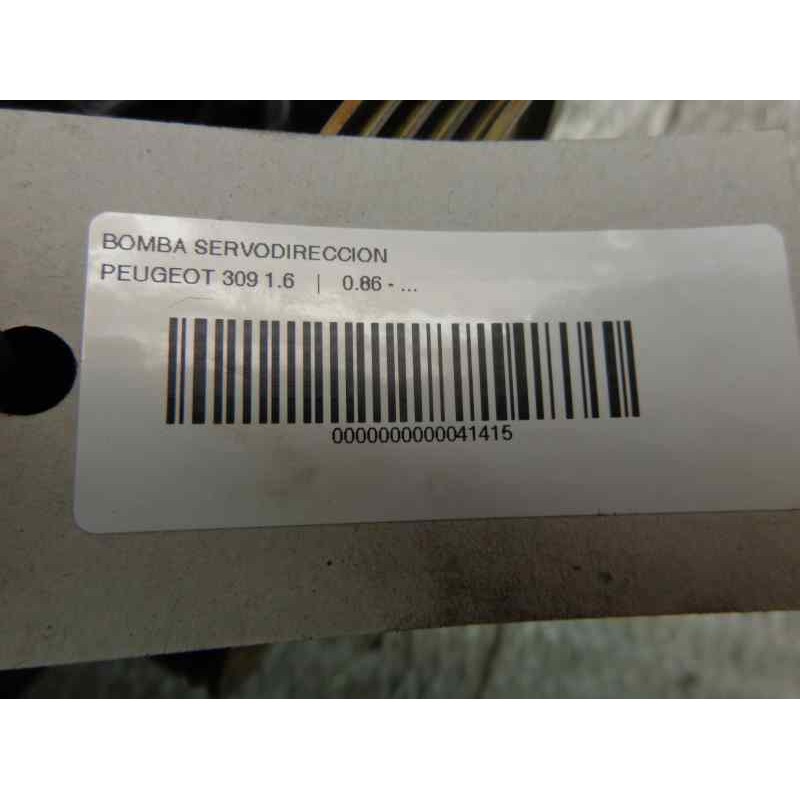 BOMBA SERVODIRECCION
PEUGEOT 309 1.6 | 0.86 - ...
0000000000041415